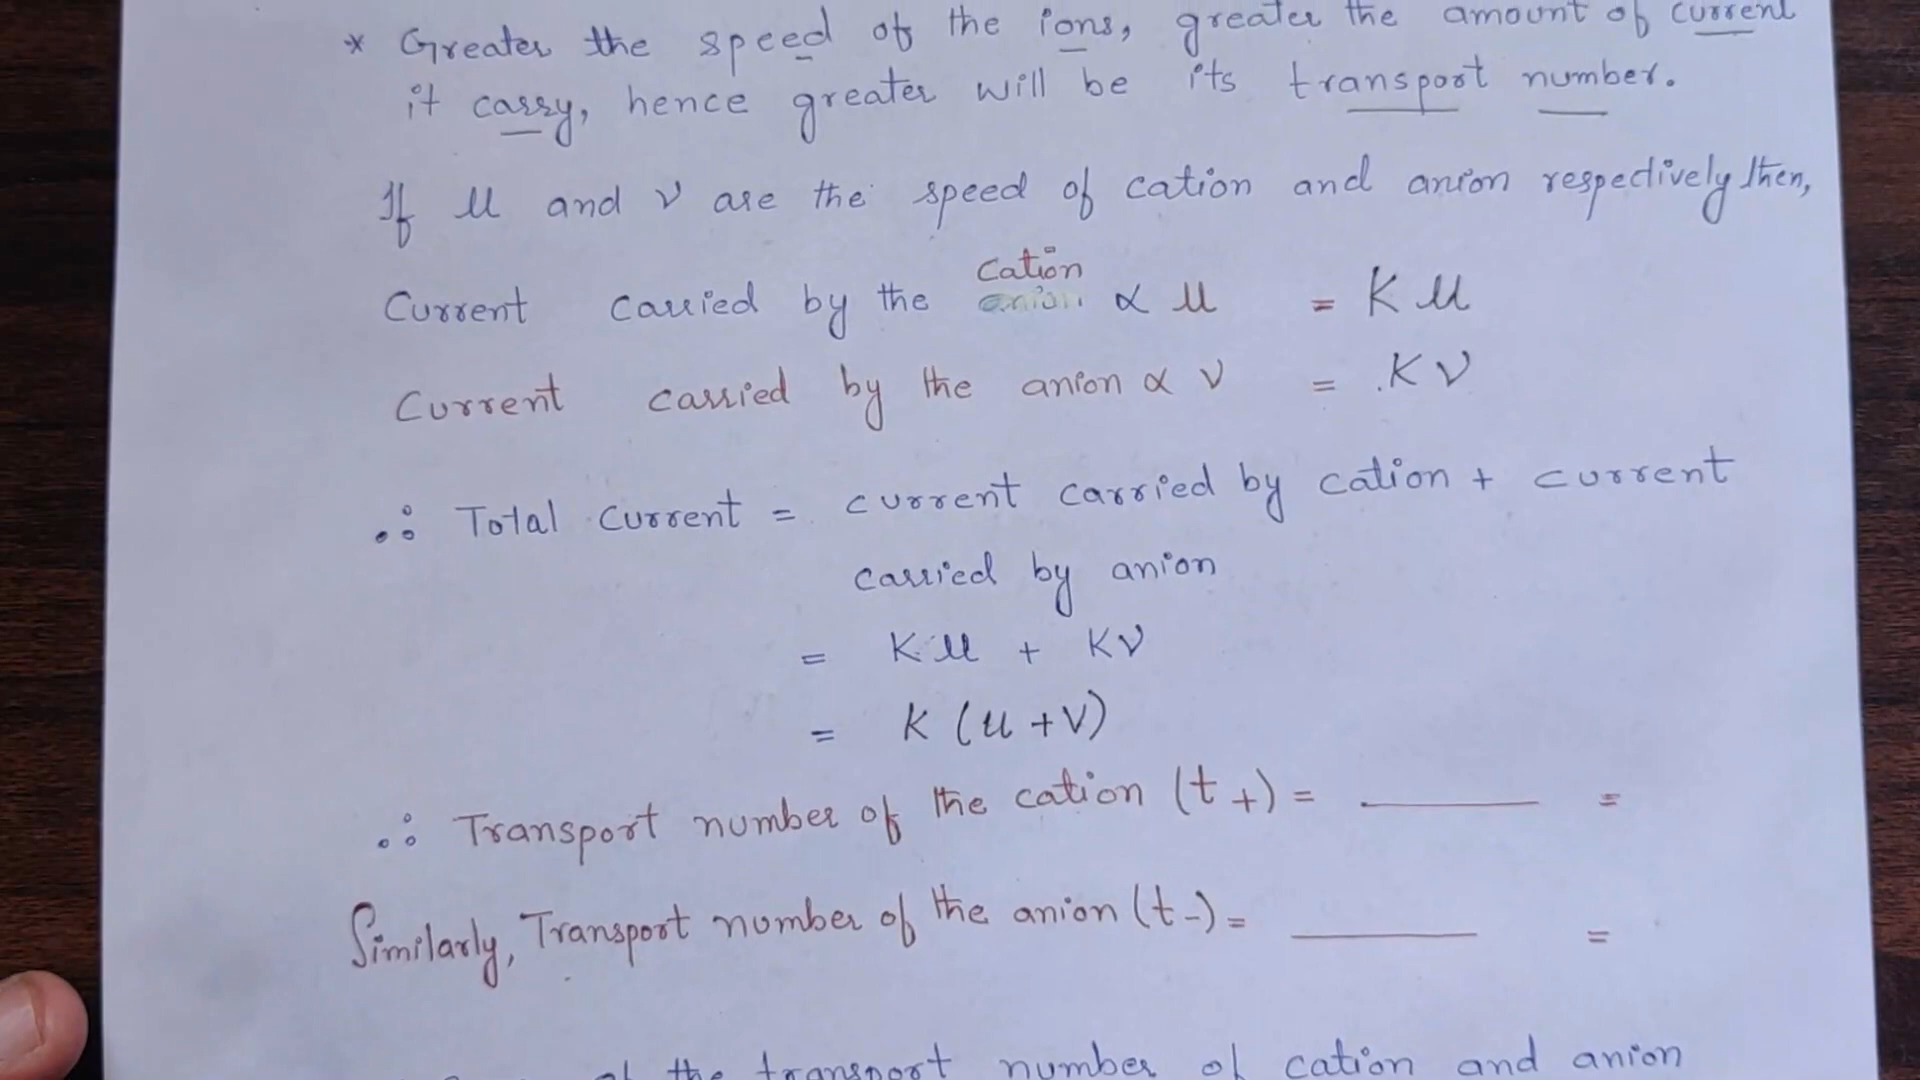 * Greater the speed of the ions, greater the amount of current
it carry, hence greater will be its transport number.
If u and v are the speed of cation and anion respectively then,
Cation
Current carried by the anion ∝ u = Ku
Current carried by the anion ∝ v = .Kv
∴ Total current = current carried by cation + current
carried by anion
= Ku + Kv
= K (u + v)
∴ Transport number of the cation (t+) = ______ =
Similarly, Transport number of the anion (t-) = ______ =
of the transport number of cation and anion